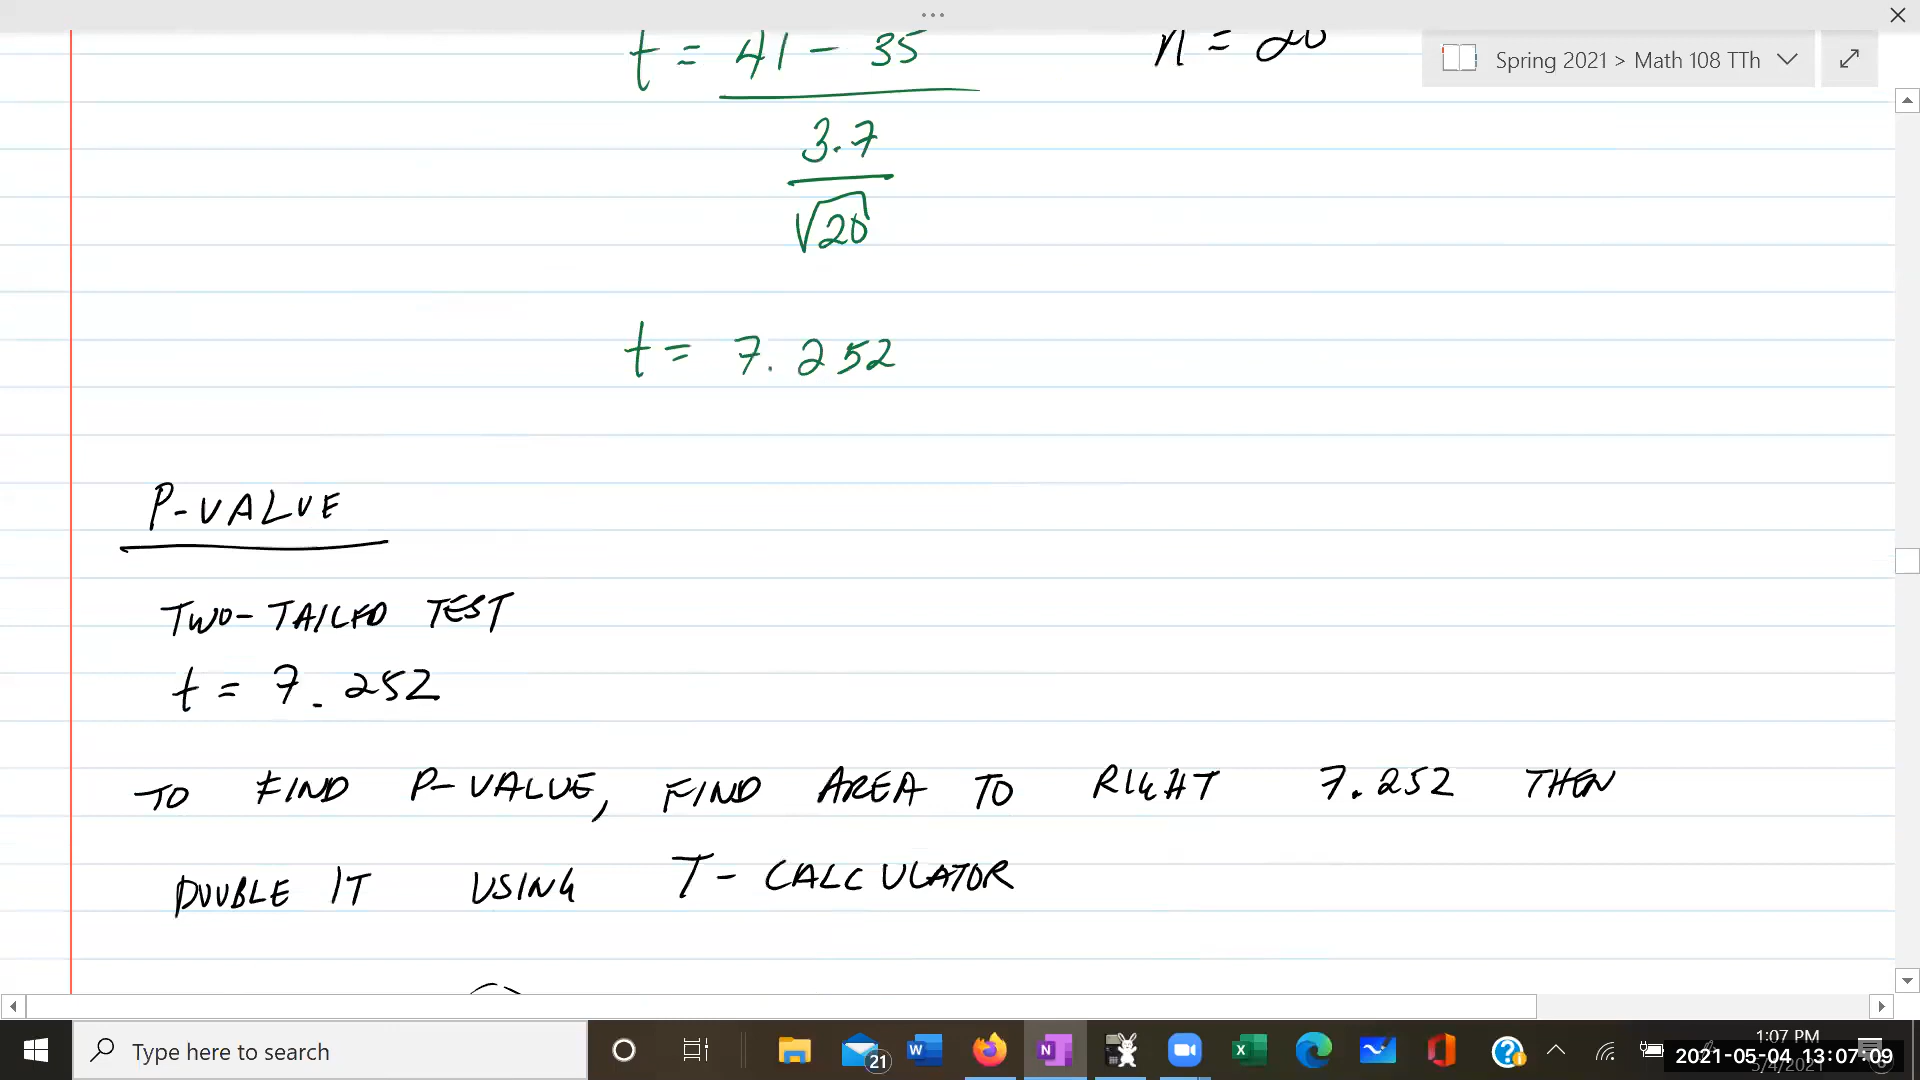 ...
t = 41 - 35
n = 20
Spring 2021 > Math 108 TTh
3.7
√20
t = 7.252
P-VALUE
TWO-TAILED TEST
t = 7.252
TO FIND P-VALUE, FIND AREA TO RIGHT 7.252 THEN
DOUBLE IT USING T-CALCULATOR
Type here to search
21
1:07 PM
2021-05-04 13:07:09